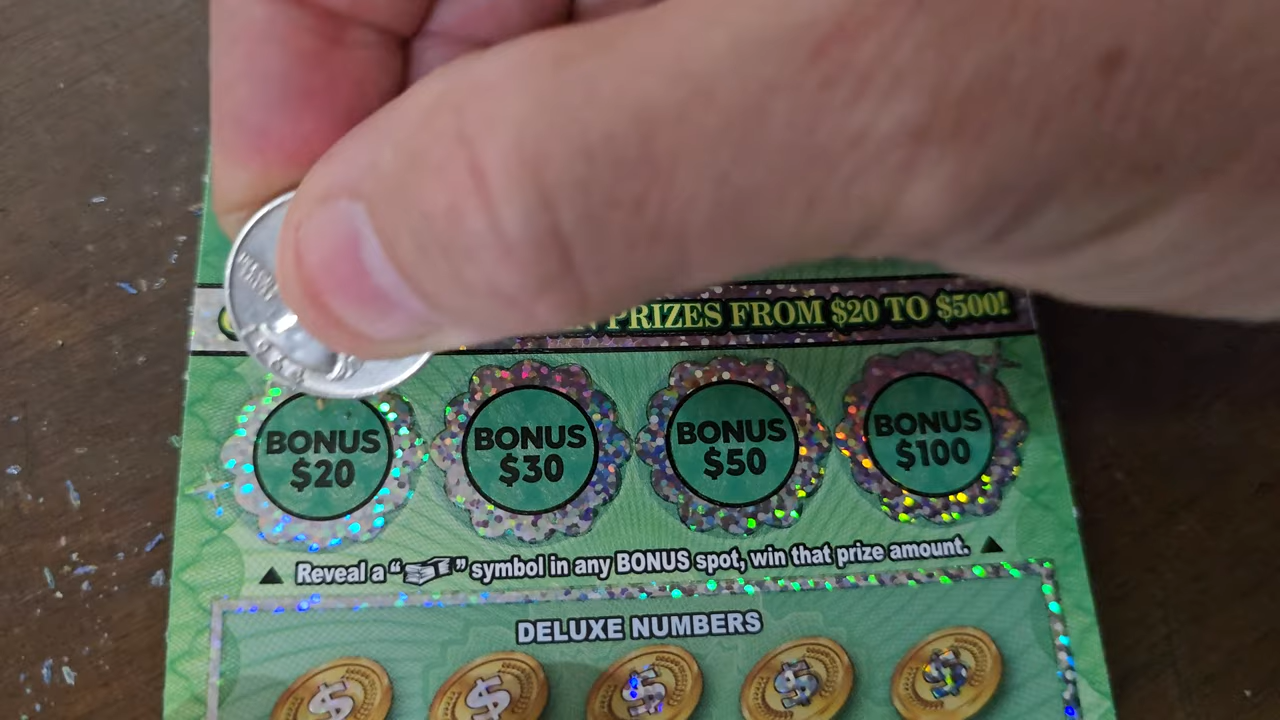 PRIZES FROM $20 TO $500!
BONUS
$20
BONUS
$30
BONUS
$50
BONUS
$100
Reveal a “ ” symbol in any BONUS spot, win that prize amount.
DELUXE NUMBERS
$ $ $ $ $